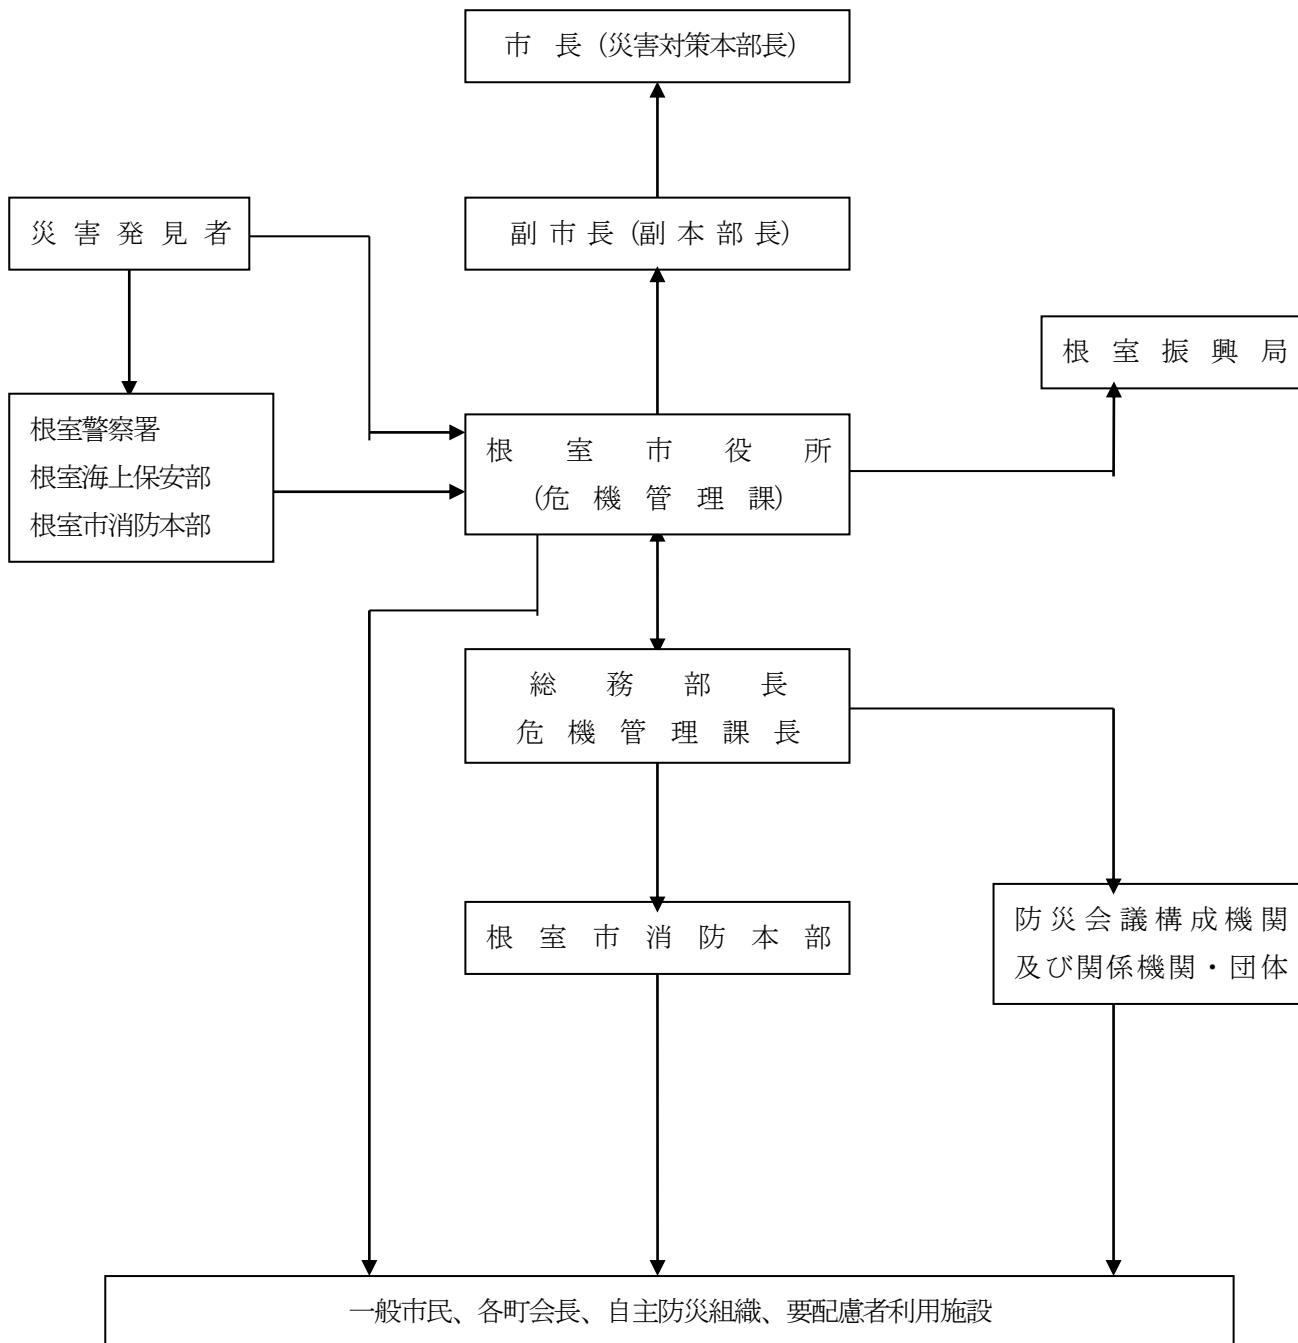 市　長（災害対策本部長）
災害発見者
副市長（副本部長）
根室振興局
根室警察署
根室海上保安部
根室市消防本部
根室市役所
（危機管理課）
総務部長
危機管理課長
根室市消防本部
防災会議構成機関
及び関係機関・団体
一般市民、各町会長、自主防災組織、要配慮者利用施設